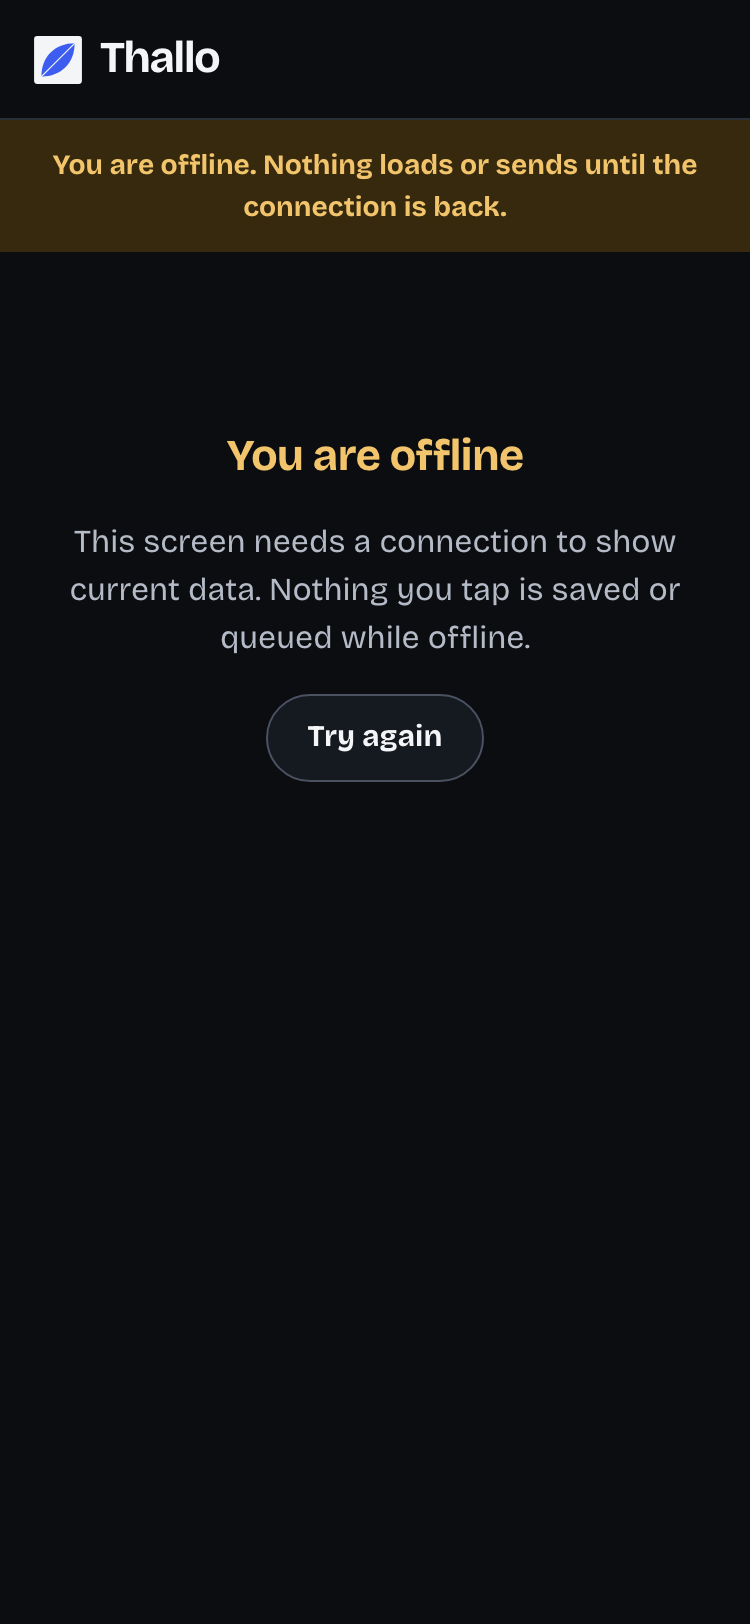 Thallo
You are offline. Nothing loads or sends until the
connection is back.
You are offline
This screen needs a connection to show
current data. Nothing you tap is saved or
queued while offline.
Try again